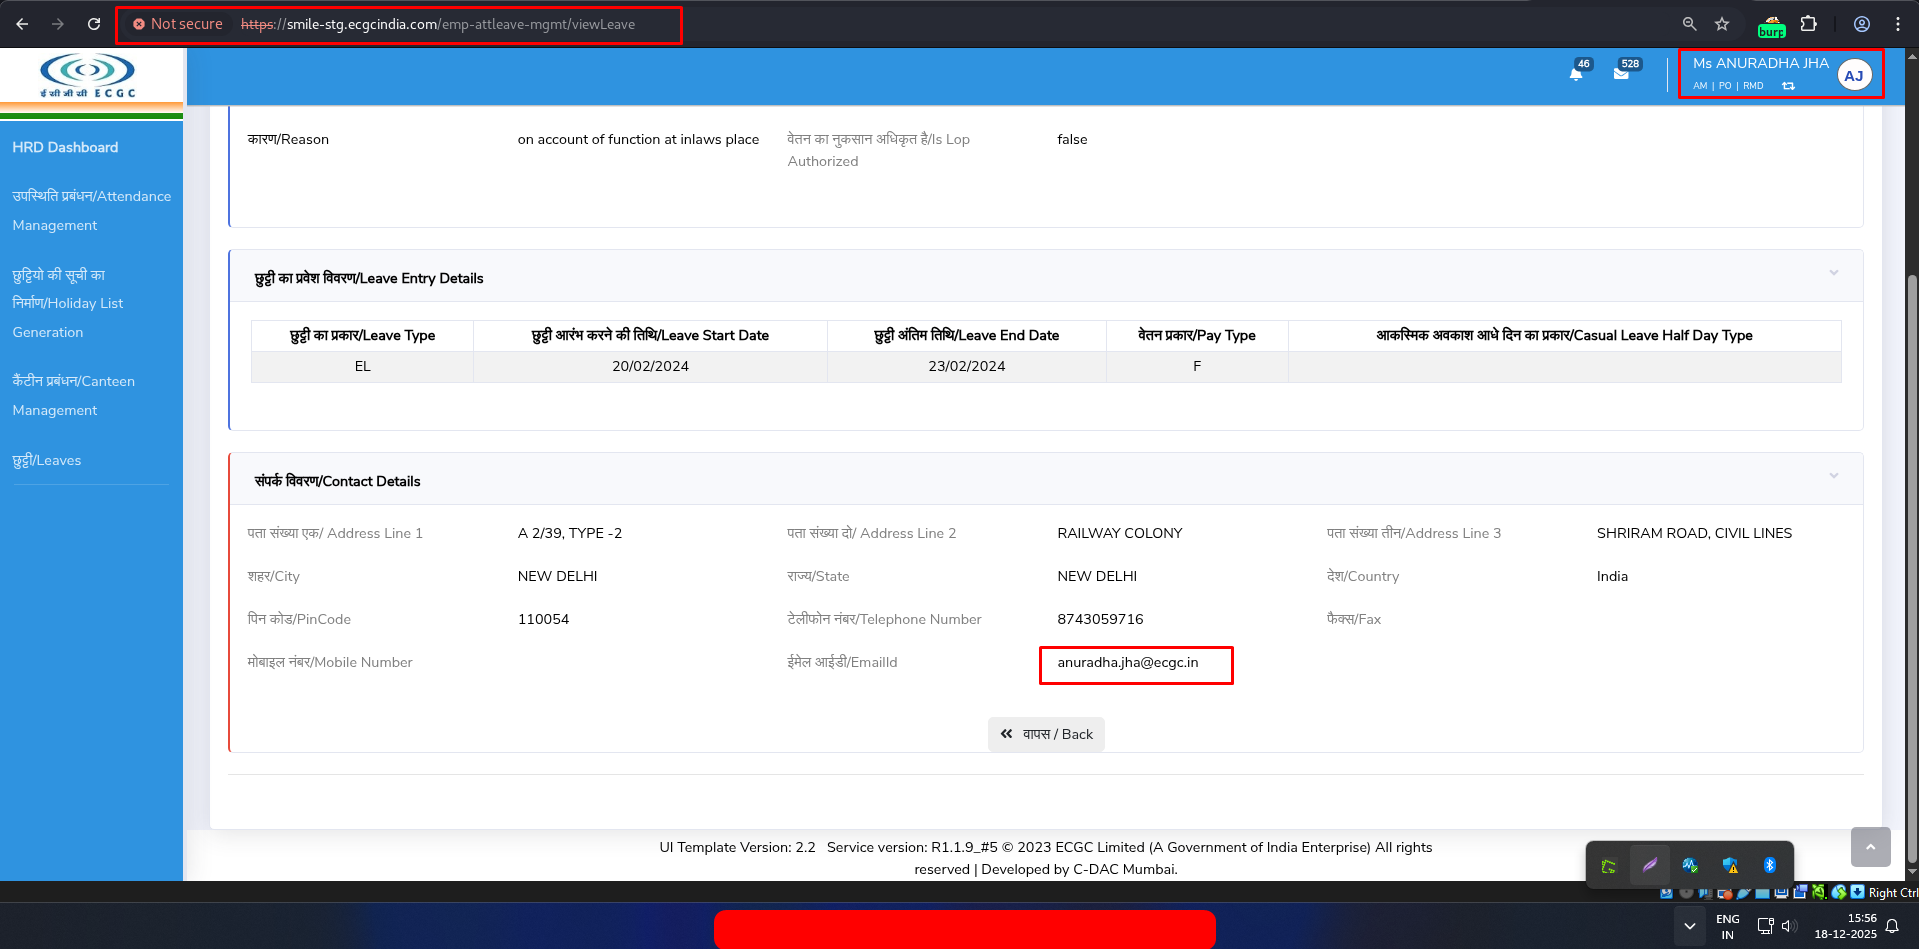 Not secure https://smile-stg.ecgcindia.com/emp-attleave-mgmt/viewLeave
burp
ई सी जी सी ECGC
46
528
Ms ANURADHA JHA
AM | PO | RMD
AJ
HRD Dashboard
उपस्थिति प्रबंधन/Attendance
Management
छुट्टियो की सूची का
निर्माण/Holiday List
Generation
कैंटीन प्रबंधन/Canteen
Management
छुट्टी/Leaves
कारण/Reason on account of function at inlaws place वेतन का नुकसान अधिकृत है/Is Lop false
Authorized
छुट्टी का प्रवेश विवरण/Leave Entry Details
छुट्टी का प्रकार/Leave Type छुट्टी आरंभ करने की तिथि/Leave Start Date छुट्टी अंतिम तिथि/Leave End Date वेतन प्रकार/Pay Type आकस्मिक अवकाश आधे दिन का प्रकार/Casual Leave Half Day Type
EL 20/02/2024 23/02/2024 F
संपर्क विवरण/Contact Details
पता संख्या एक/ Address Line 1 A 2/39, TYPE -2 पता संख्या दो/ Address Line 2 RAILWAY COLONY पता संख्या तीन/Address Line 3 SHRIRAM ROAD, CIVIL LINES
शहर/City NEW DELHI राज्य/State NEW DELHI देश/Country India
पिन कोड/PinCode 110054 टेलीफोन नंबर/Telephone Number 8743059716 फैक्स/Fax
मोबाइल नंबर/Mobile Number ईमेल आईडी/EmailId anuradha.jha@ecgc.in
वापस / Back
UI Template Version: 2.2 Service version: R1.1.9_#5 © 2023 ECGC Limited (A Government of India Enterprise) All rights
reserved | Developed by C-DAC Mumbai.
Right Ctrl
ENG
IN
15:56
18-12-2025